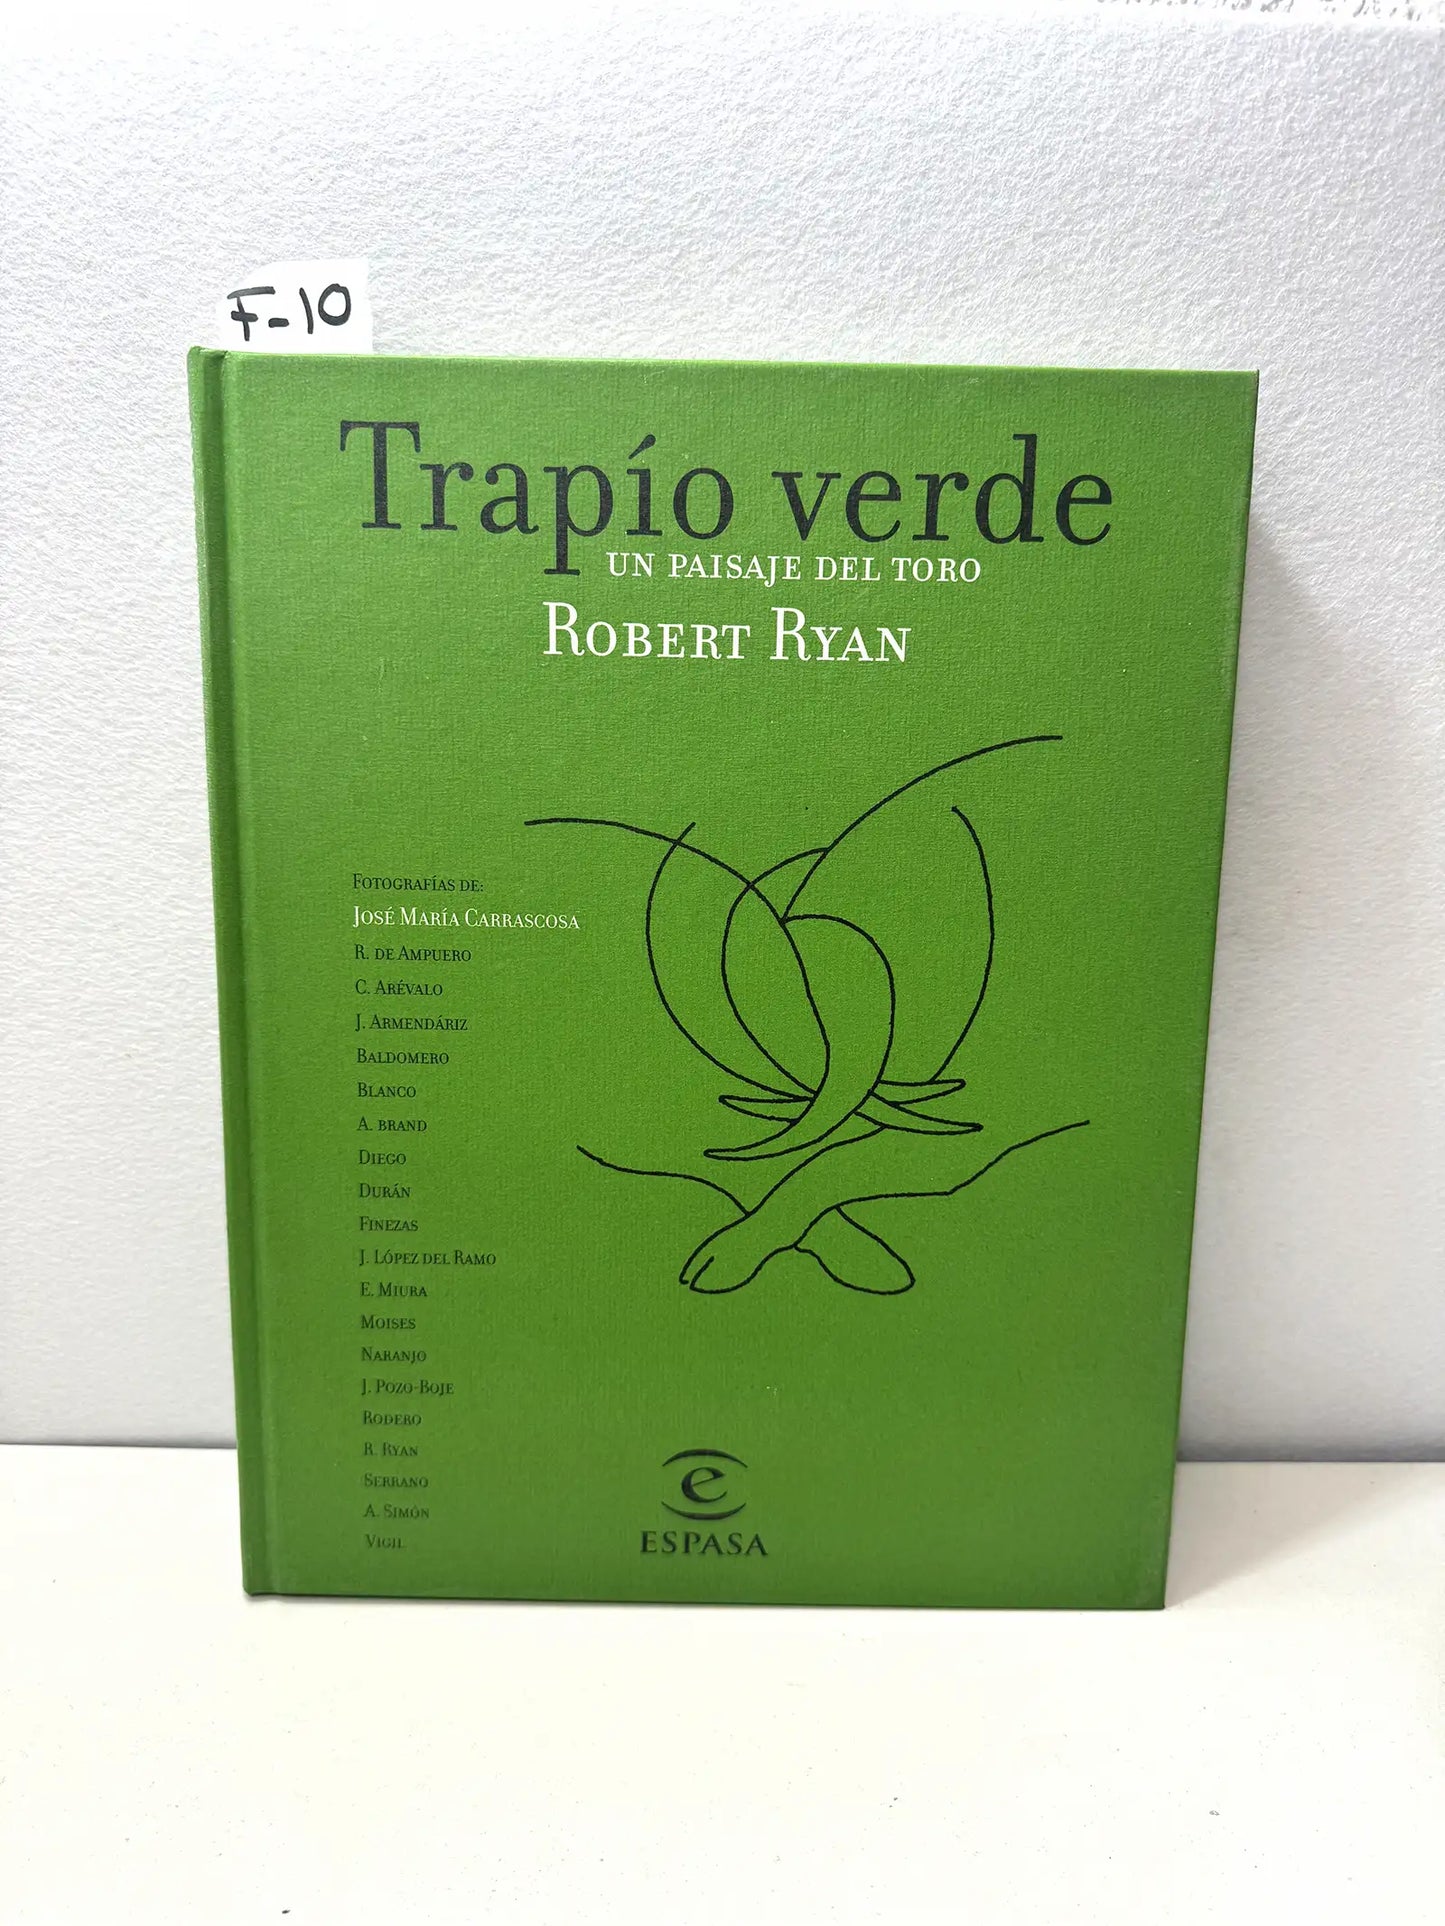 F-10
Trapío verde
UN PAISAJE DEL TORO
ROBERT RYAN
FOTOGRAFÍAS DE:
JOSÉ MARÍA CARRASCOSA
R. DE AMPUERO
C. ARÉVALO
J. ARMENDÁRIZ
BALDOMERO
BLANCO
A. BRAND
DIEGO
DURÁN
FINEZAS
J. LÓPEZ DEL RAMO
E. MIURA
MOISES
NARANJO
J. POZO-BOJE
RODERO
R. RYAN
SERRANO
A. SIMÓN
VIGIL
e
ESPASA